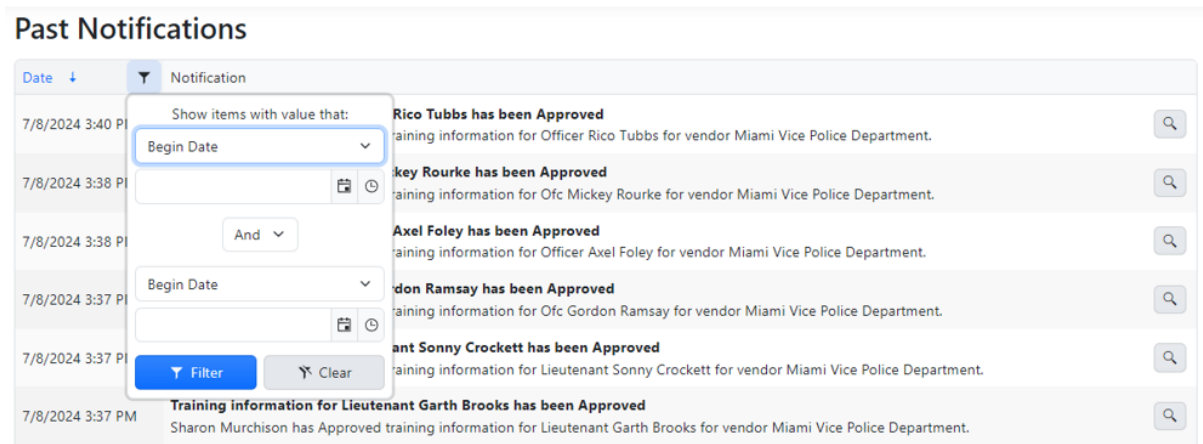 Past Notifications
Date ↓ Notification
Show items with value that:
Begin Date
And
Begin Date
Filter Clear
7/8/2024 3:40 P Rico Tubbs has been Approved
raining information for Officer Rico Tubbs for vendor Miami Vice Police Department.
7/8/2024 3:38 P key Rourke has been Approved
raining information for Ofc Mickey Rourke for vendor Miami Vice Police Department.
7/8/2024 3:38 P Axel Foley has been Approved
raining information for Officer Axel Foley for vendor Miami Vice Police Department.
7/8/2024 3:37 P rdon Ramsay has been Approved
raining information for Ofc Gordon Ramsay for vendor Miami Vice Police Department.
7/8/2024 3:37 P ant Sonny Crockett has been Approved
raining information for Lieutenant Sonny Crockett for vendor Miami Vice Police Department.
7/8/2024 3:37 PM
Training information for Lieutenant Garth Brooks has been Approved
Sharon Murchison has Approved training information for Lieutenant Garth Brooks for vendor Miami Vice Police Department.